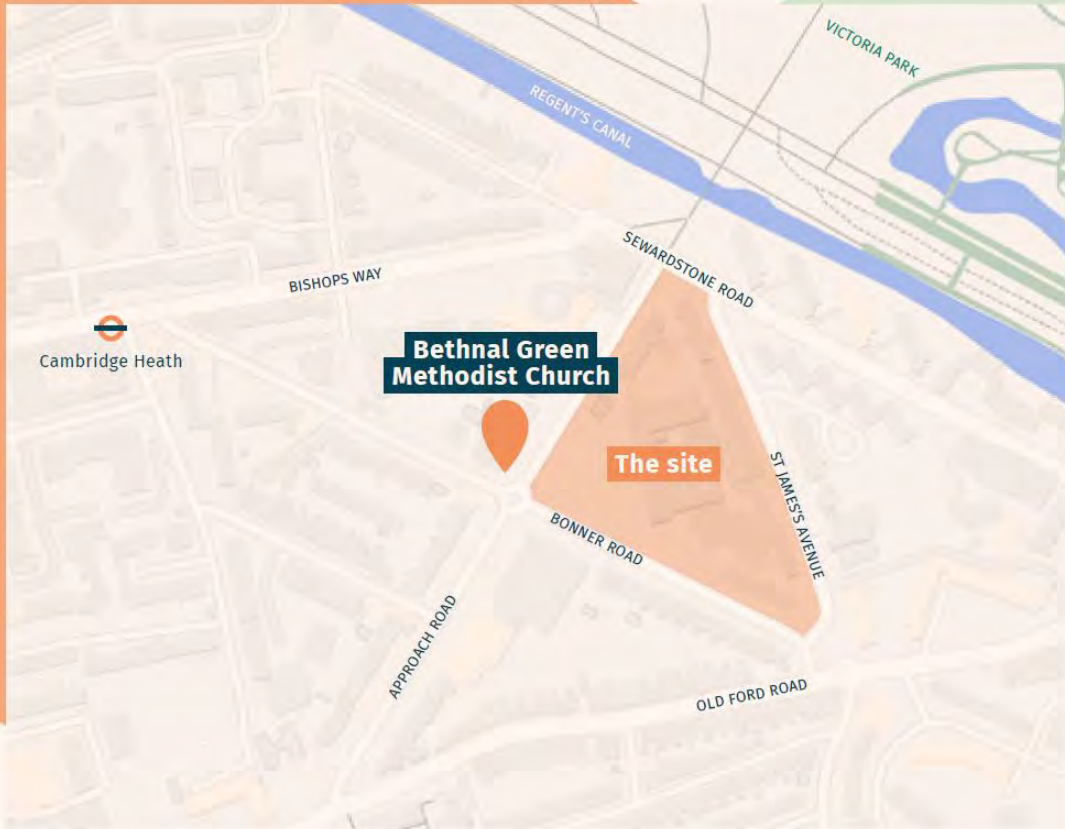 VICTORIA PARK
REGENT'S CANAL
SEWARDSTONE ROAD
BISHOPS WAY
Cambridge Heath
Bethnal Green
Methodist Church
The site
ST JAMES'S AVENUE
BONNER ROAD
APPROACH ROAD
OLD FORD ROAD